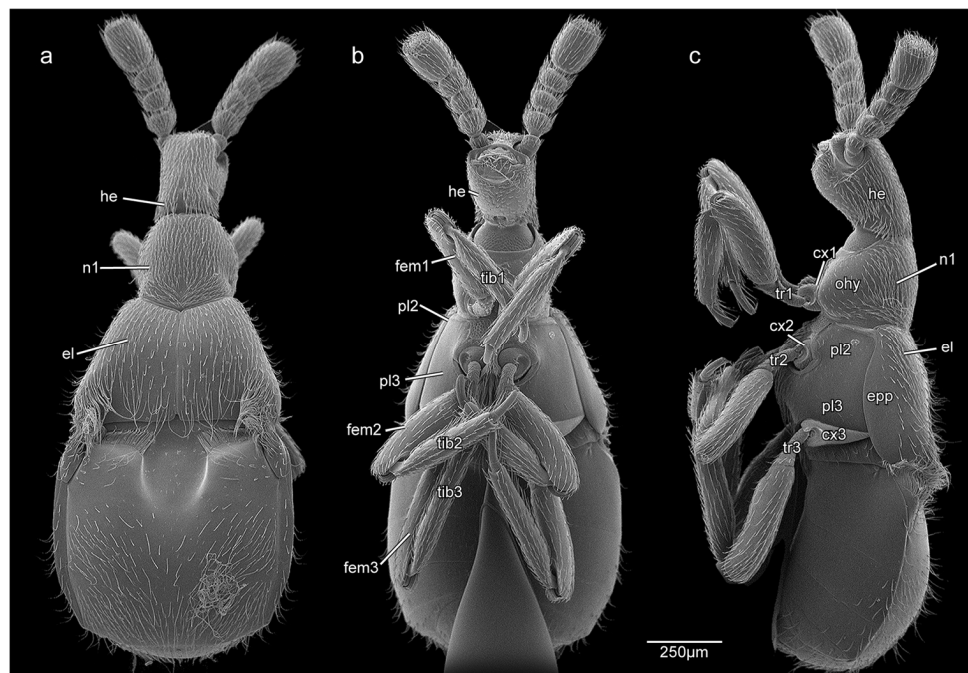 a
he
n1
el
b
he
fem1
tib1
pl2
pl3
fem2
tib2
tib3
fem3
c
he
cx1
n1
ohy
tr1
cx2
pl2
el
tr2
epp
pl3
cx3
tr3
250µm